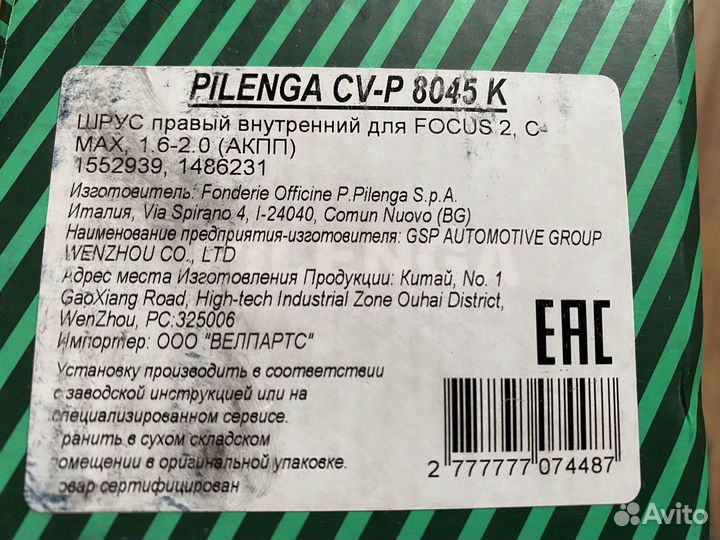 PILENGA CV-P 8045 K
ШРУС правый внутренний для FOCUS 2, C-
MAX, 1.6-2.0 (АКПП)
1552939, 1486231
Изготовитель: Fonderie Officine P.Pilenga S.p.A.
Италия, Via Spirano 4, I-24040, Comun Nuovo (BG)
Наименование предприятия-изготовителя: GSP AUTOMOTIVE GROUP
WENZHOU CO., LTD
Адрес места Изготовления Продукции: Китай, No. 1
GaoXiang Road, High-tech Industrial Zone Ouhai District,
WenZhou, PC:325006
Импортер: ООО "ВЕЛПАРТС"
EAC
Установку производить в соответствии
с заводской инструкцией или на
специализированном сервисе.
ранить в сухом складском
омещении в оригинальной упаковке.
овар сертифицирован
2 777777 074487
Avito